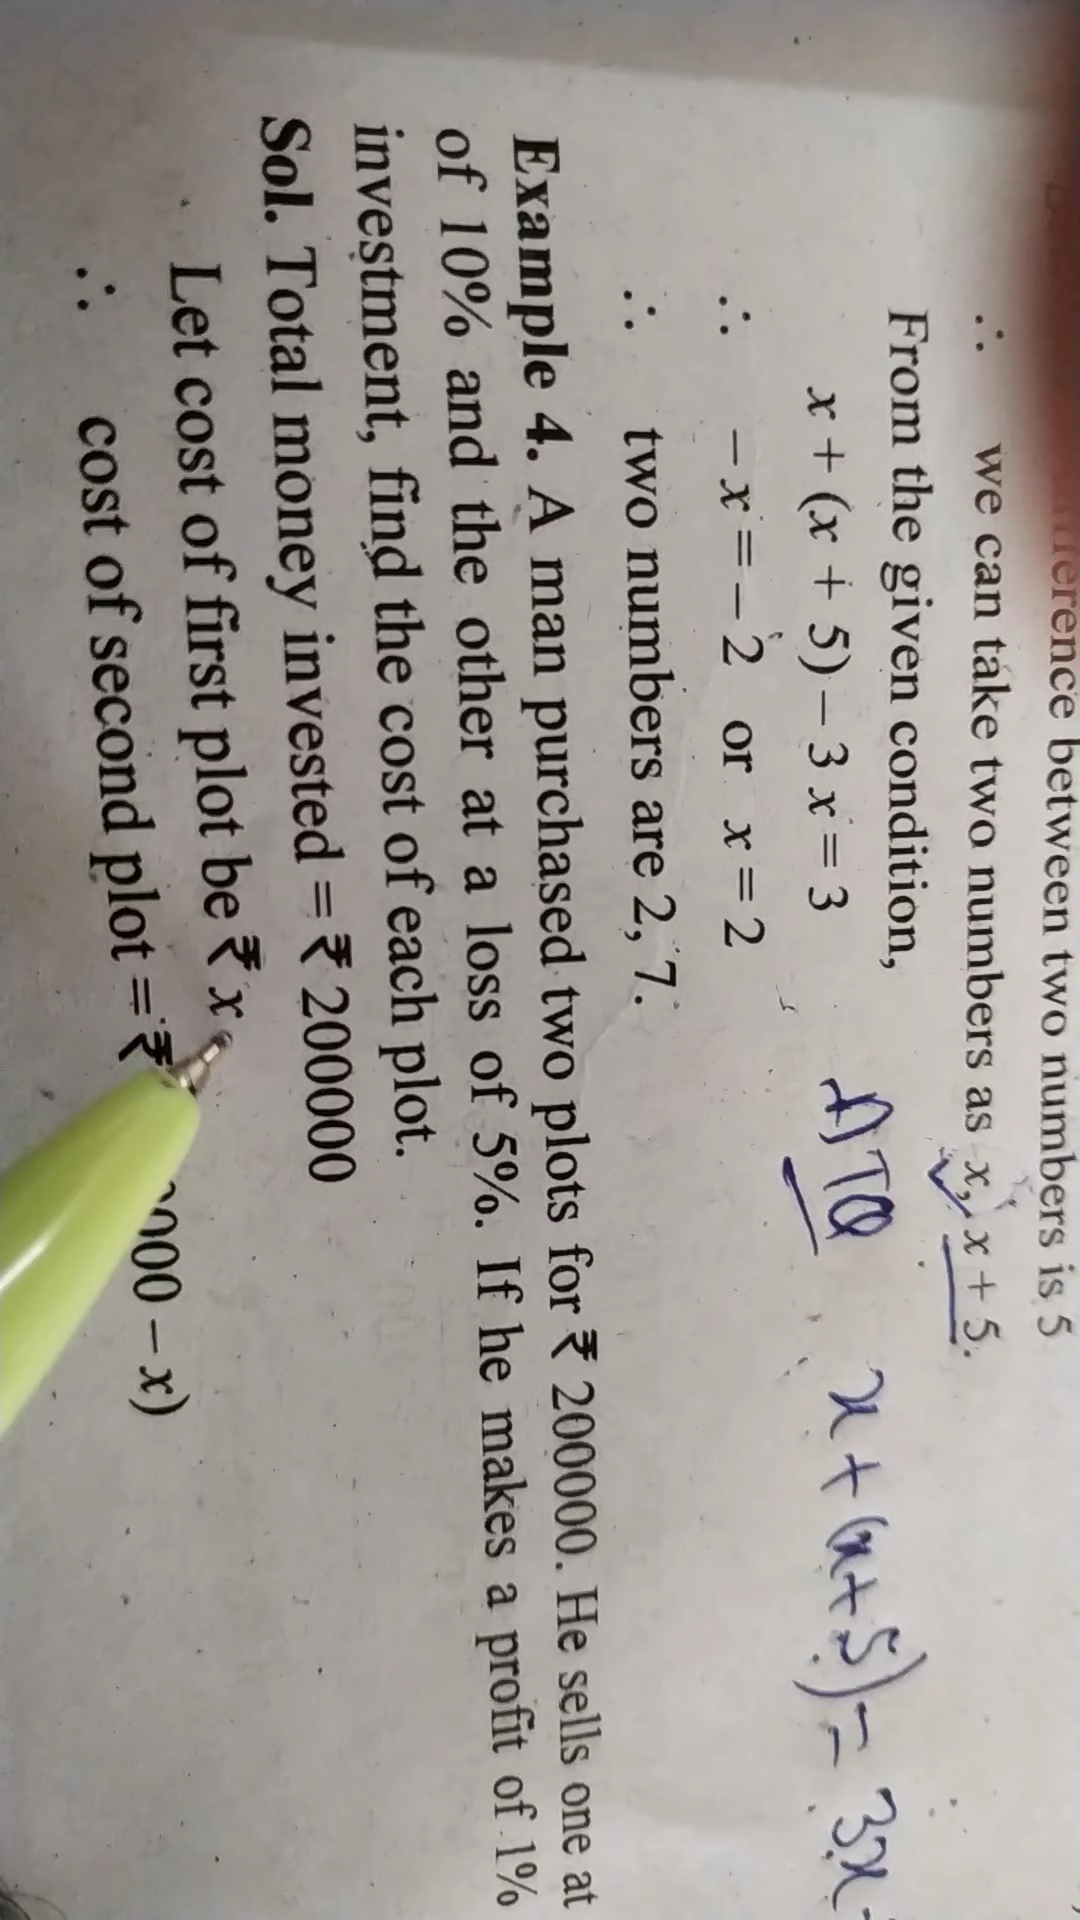 between two numbers is 5
∴ we can take two numbers as x, x + 5.
From the given condition,
x + (x + 5) – 3 x = 3
ATQ x + (x+5) = 3x
∴ – x = – 2 or x = 2
∴ two numbers are 2, 7.
Example 4. A man purchased two plots for ₹ 200000. He sells one at
of 10% and the other at a loss of 5%. If he makes a profit of 1%
investment, find the cost of each plot.
Sol. Total money invested = ₹ 200000
Let cost of first plot be ₹ x
∴ cost of second plot = ₹ 000 – x)